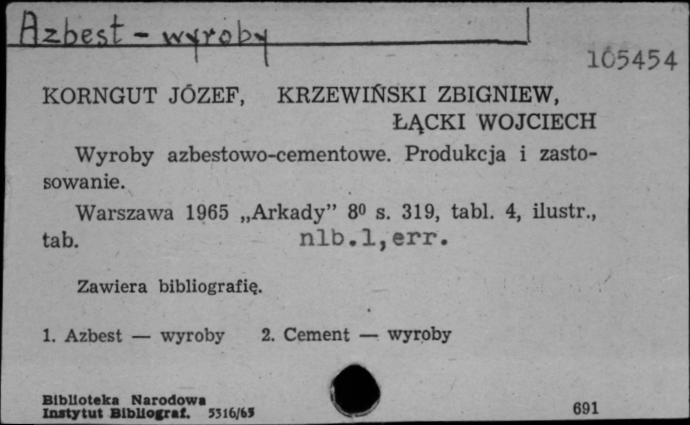 Azbest - wyroby
105454
KORNGUT JÓZEF, KRZEWIŃSKI ZBIGNIEW,
ŁĄCKI WOJCIECH
Wyroby azbestowo-cementowe. Produkcja i zasto-
sowanie.
Warszawa 1965 „Arkady” 8⁰ s. 319, tabl. 4, ilustr.,
tab. nlb.1,err.
Zawiera bibliografię.
1. Azbest — wyroby 2. Cement — wyroby
Biblioteka Narodowa
Instytut Bibliograf. 5316/65
691